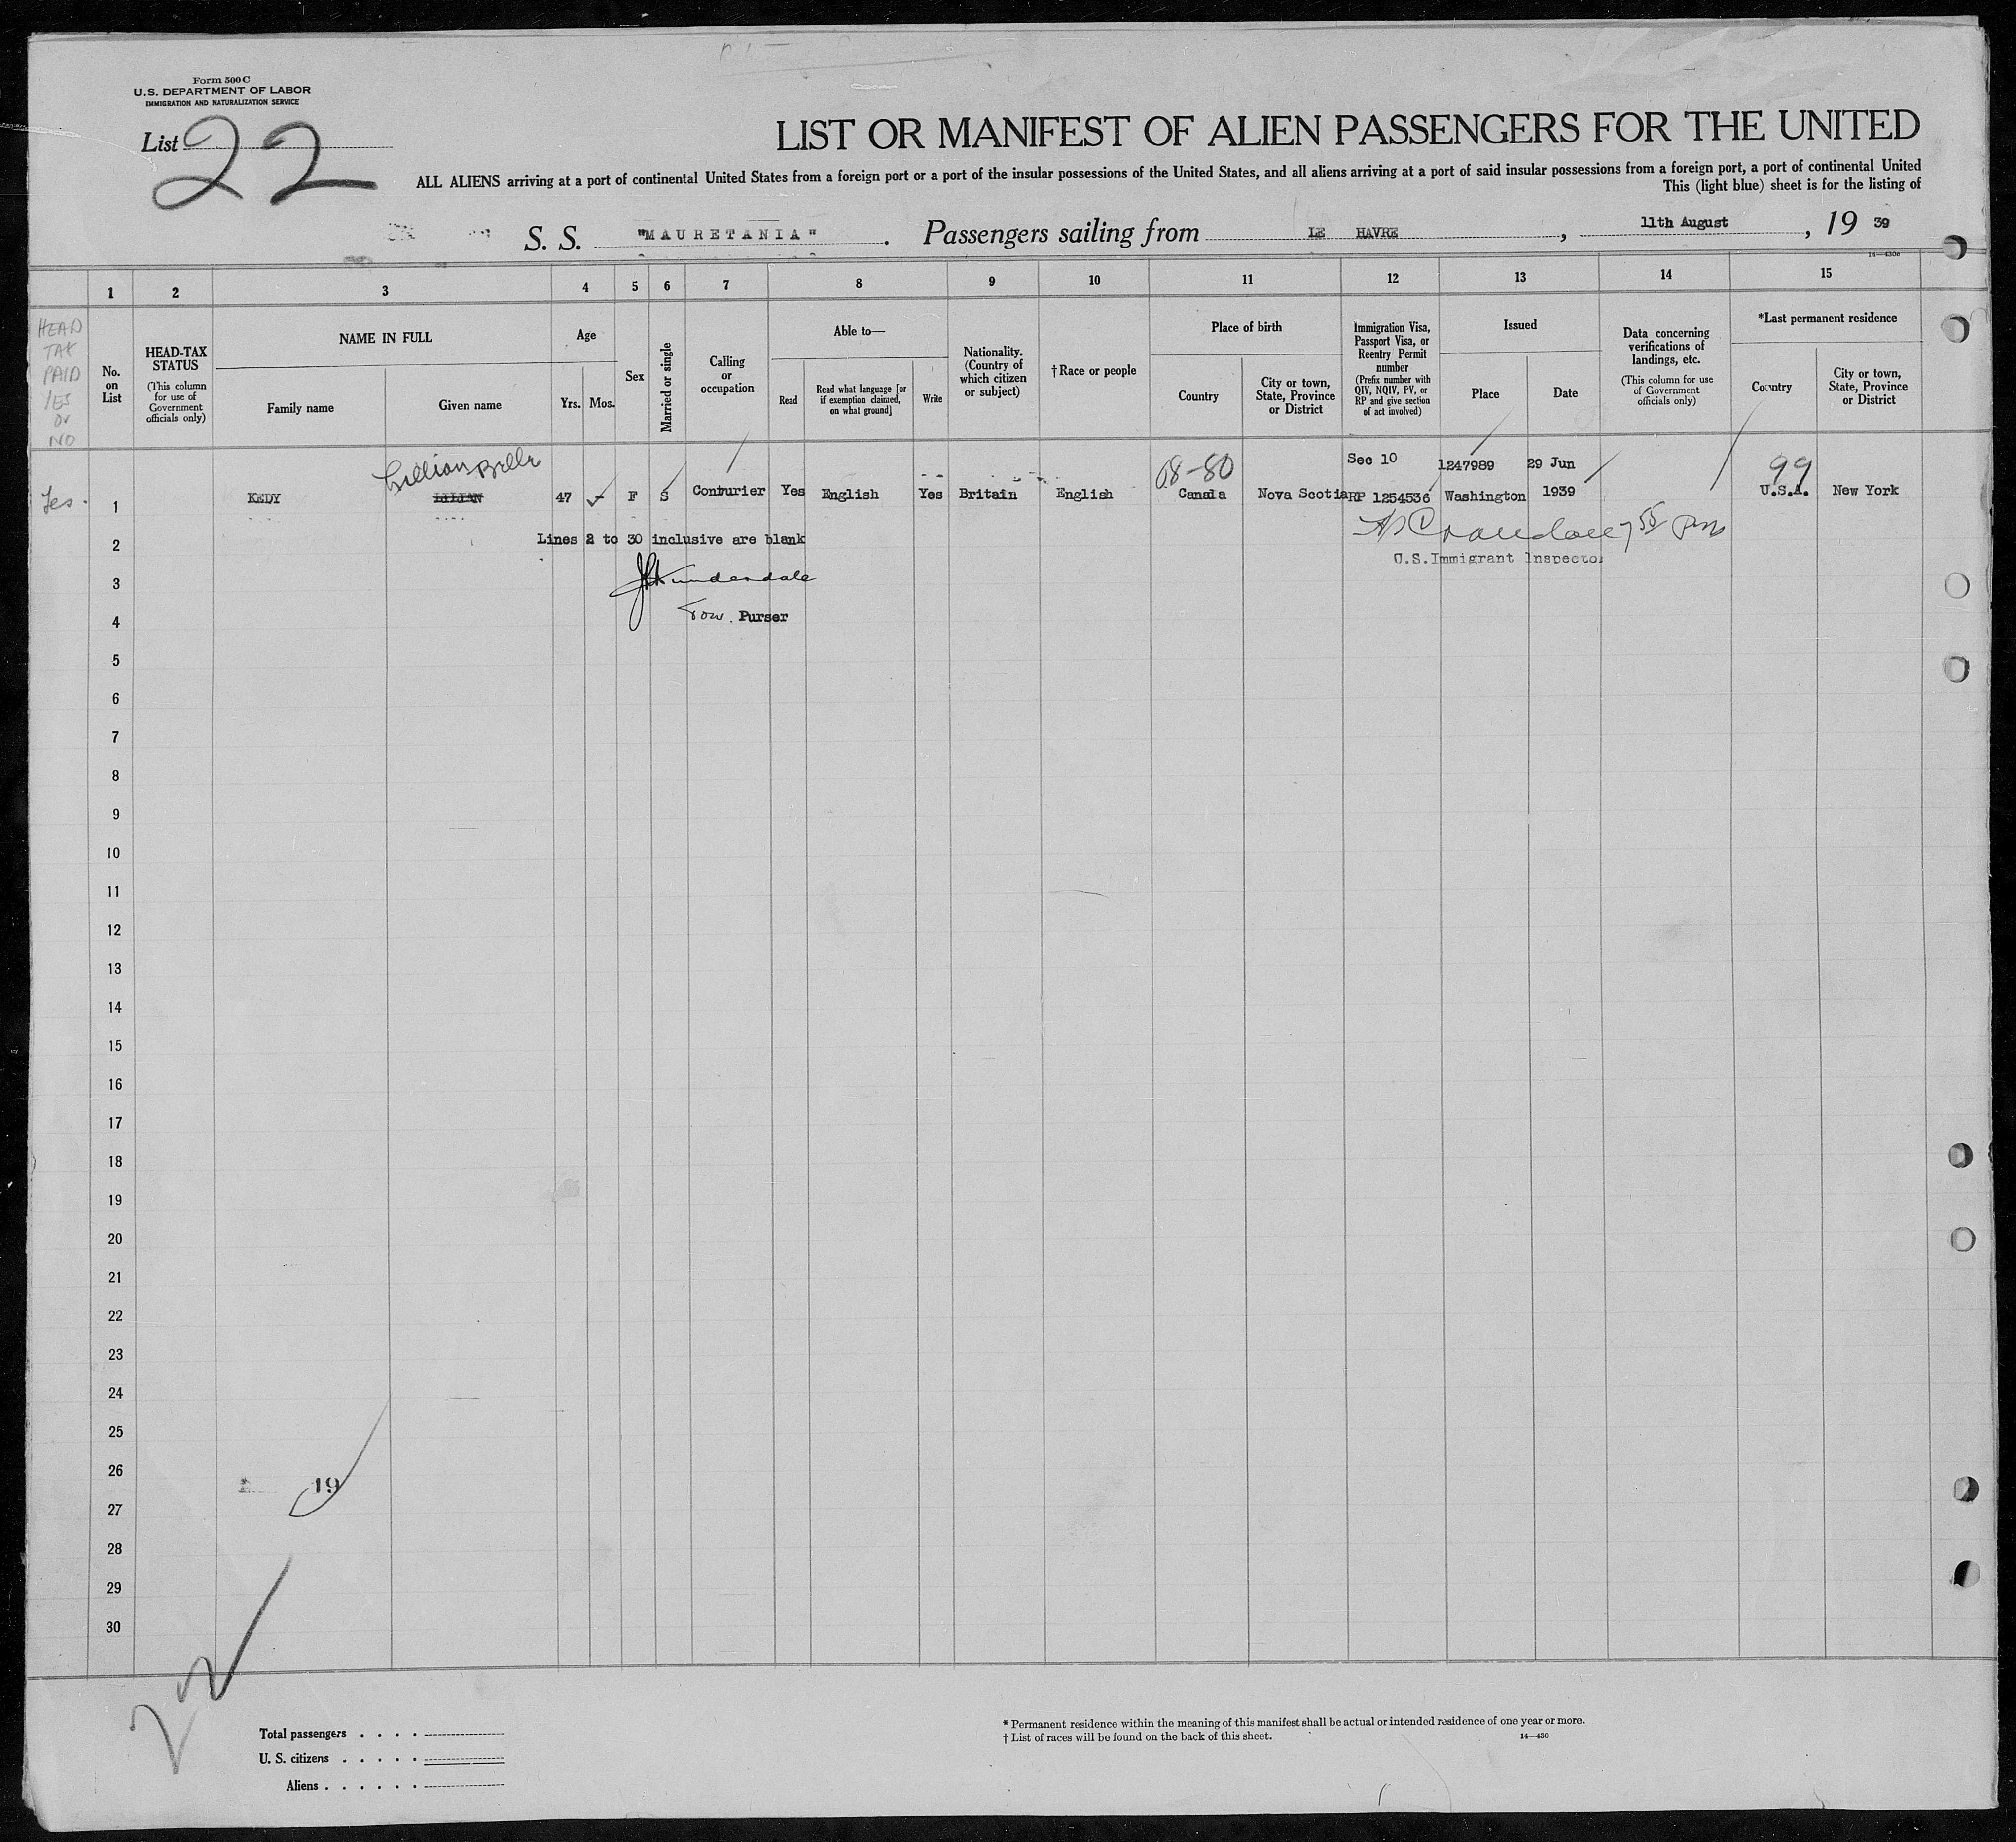 Form 500 C
U.S. DEPARTMENT OF LABOR
IMMIGRATION AND NATURALIZATION SERVICE
List 22
LIST OR MANIFEST OF ALIEN PASSENGERS FOR THE UNITED
ALL ALIENS arriving at a port of continental United States from a foreign port or a port of the insular possessions of the United States, and all aliens arriving at a port of said insular possessions from a foreign port, a port of continental United
This (light blue) sheet is for the listing of
S. S. "MAURETANIA". Passengers sailing from LE HAVRE, 11th August, 19 39
14—430c
1 2 3 4 5 6 7 8 9 10 11 12 13 14 15
HEAD TAX PAID YES or NO
No. on List
HEAD-TAX STATUS
(This column for use of Government officials only)
NAME IN FULL
Family name
Given name
Age
Yrs.
Mos.
Sex
Married or single
Calling or occupation
Able to—
Read
Read what language [or if exemption claimed, on what ground]
Write
Nationality. (Country of which citizen or subject)
†Race or people
Place of birth
Country
City or town, State, Province or District
Immigration Visa, Passport Visa, or Reentry Permit number
(Prefix number with QIV, NQIV, PV, or RP and give section of act involved)
Issued
Place
Date
Data concerning verifications of landings, etc.
(This column for use of Government officials only)
*Last permanent residence
Country
City or town, State, Province or District
Lillian Belle 08-80 Sec 10 1247989 29 Jun 99
Yes. 1 KEDY LILIAN 47 F S Conturier Yes English Yes Britain English Canada Nova Scotia RP 1254536 Washington 1939 U.S.A. New York
2 Lines 2 to 30 inclusive are blank 7 55 pm
U.S. Immigrant Inspector
3
4 Purser
5
6
7
8
9
10
11
12
13
14
15
16
17
18
19
20
21
22
23
24
25
26
19
27
28
29
30
Total passengers . . . .
U. S. citizens . . . . .
Aliens . . . . . .
* Permanent residence within the meaning of this manifest shall be actual or intended residence of one year or more.
† List of races will be found on the back of this sheet.
14—430